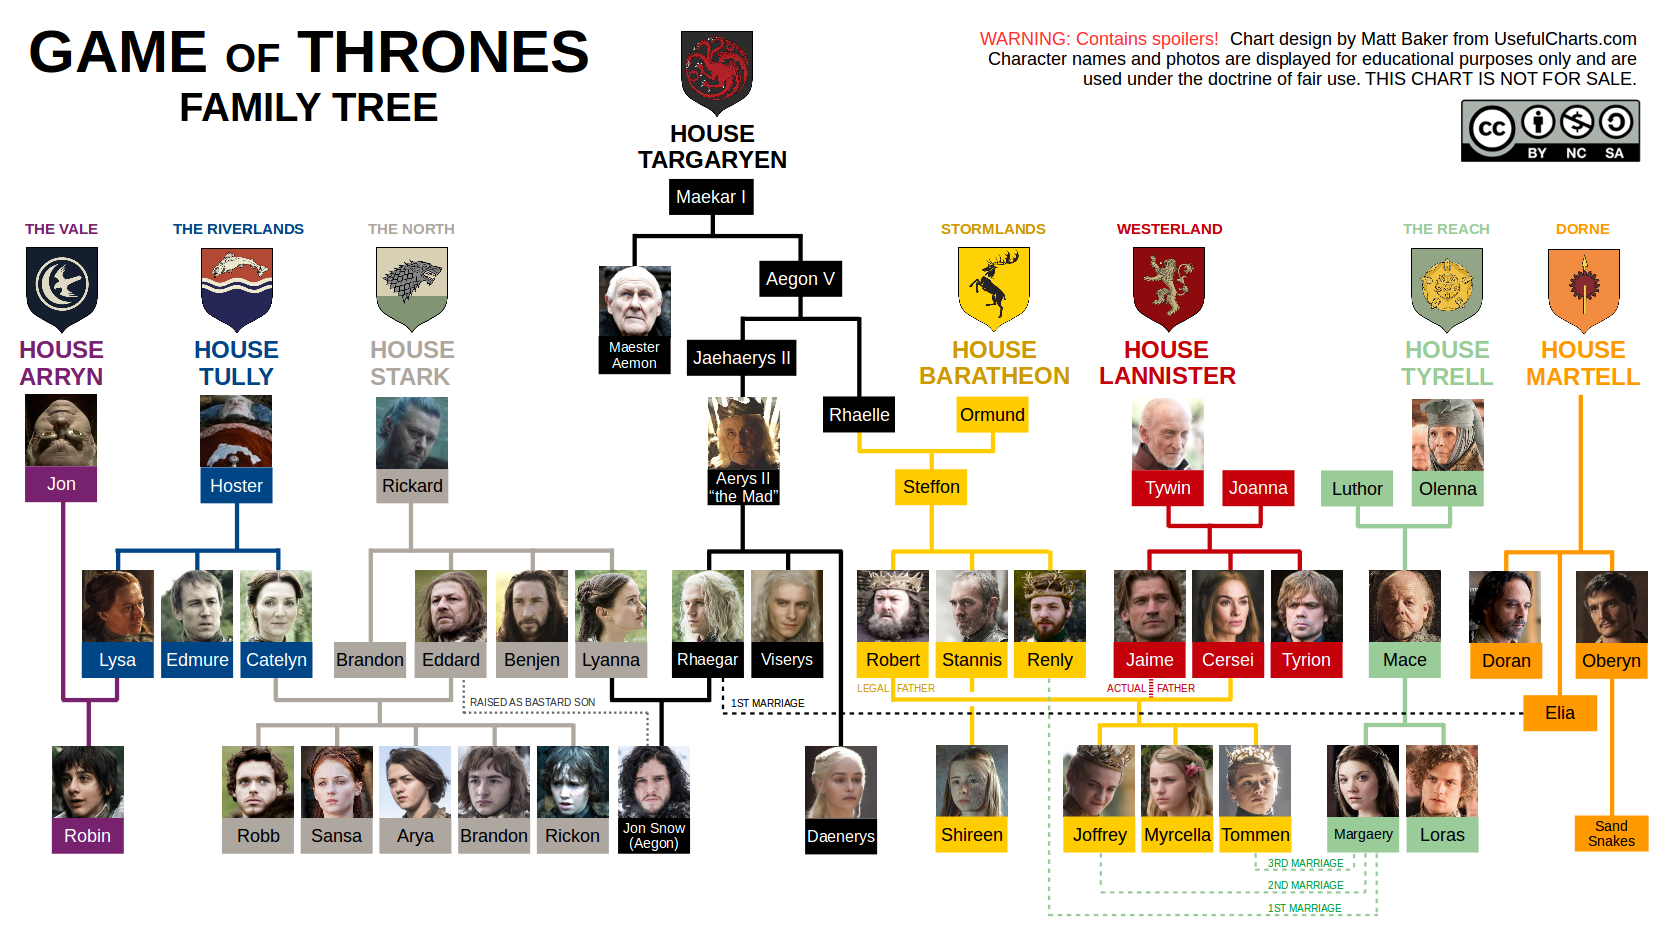 GAME OF THRONES
FAMILY TREE
WARNING: Contains spoilers! Chart design by Matt Baker from UsefulCharts.com
Character names and photos are displayed for educational purposes only and are
used under the doctrine of fair use. THIS CHART IS NOT FOR SALE.
CC
BY NC SA
HOUSE
TARGARYEN
Maekar I
Maester
Aemon
Aegon V
Jaehaerys II
Rhaelle
Aerys II
“the Mad”
THE VALE
HOUSE
ARRYN
THE RIVERLANDS
HOUSE
TULLY
THE NORTH
HOUSE
STARK
STORMLANDS
HOUSE
BARATHEON
WESTERLAND
HOUSE
LANNISTER
THE REACH
HOUSE
TYRELL
DORNE
HOUSE
MARTELL
Ormund
Jon
Hoster
Rickard
Steffon
Tywin
Joanna
Luthor
Olenna
Lysa
Edmure
Catelyn
Brandon
Eddard
Benjen
Lyanna
Rhaegar
Viserys
Robert
Stannis
Renly
Jaime
Cersei
Tyrion
Mace
Doran
Oberyn
LEGAL FATHER
ACTUAL FATHER
RAISED AS BASTARD SON
1ST MARRIAGE
Elia
Robin
Robb
Sansa
Arya
Brandon
Rickon
Jon Snow
(Aegon)
Daenerys
Shireen
Joffrey
Myrcella
Tommen
Margaery
Loras
Sand
Snakes
3RD MARRIAGE
2ND MARRIAGE
1ST MARRIAGE